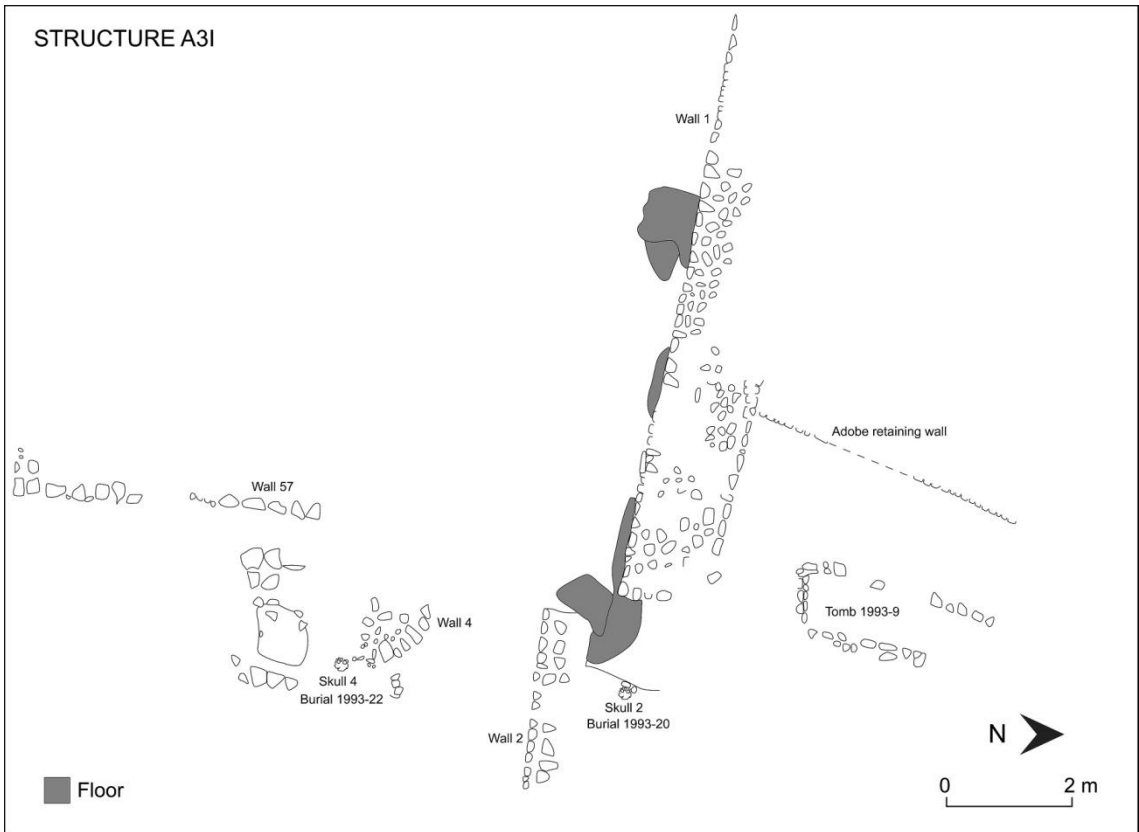 STRUCTURE A3I
Wall 1
Adobe retaining wall
Wall 57
Tomb 1993-9
Wall 4
Skull 4
Burial 1993-22
Skull 2
Burial 1993-20
Wall 2
N
Floor
0 2 m